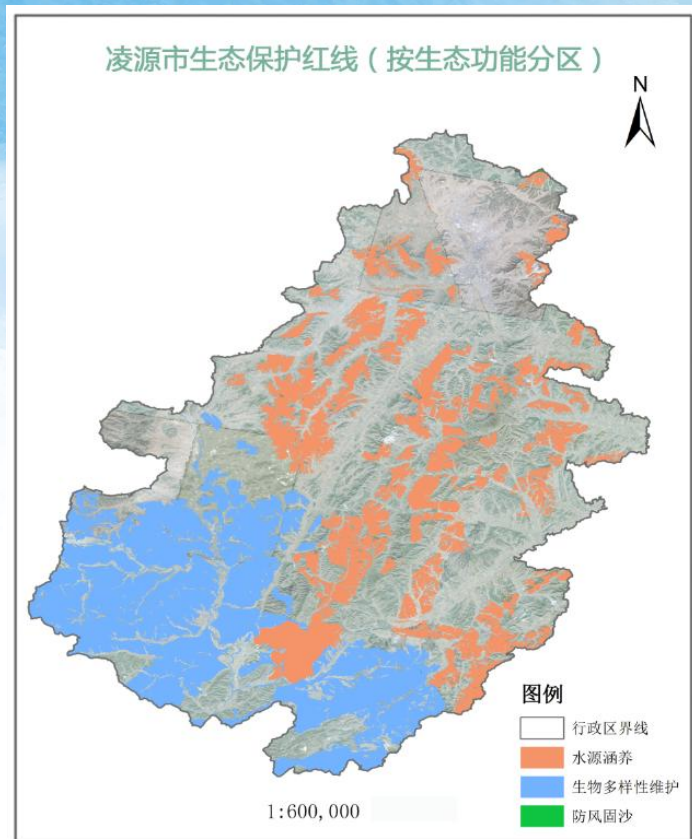 凌源市生态保护红线（按生态功能分区）
N
图例
行政区界线
水源涵养
生物多样性维护
防风固沙
1:600,000